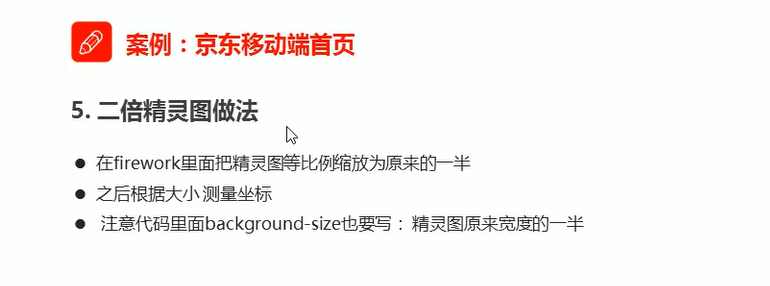 案例：京东移动端首页
5. 二倍精灵图做法
● 在firework里面把精灵图等比例缩放为原来的一半
● 之后根据大小 测量坐标
● 注意代码里面background-size也要写： 精灵图原来宽度的一半